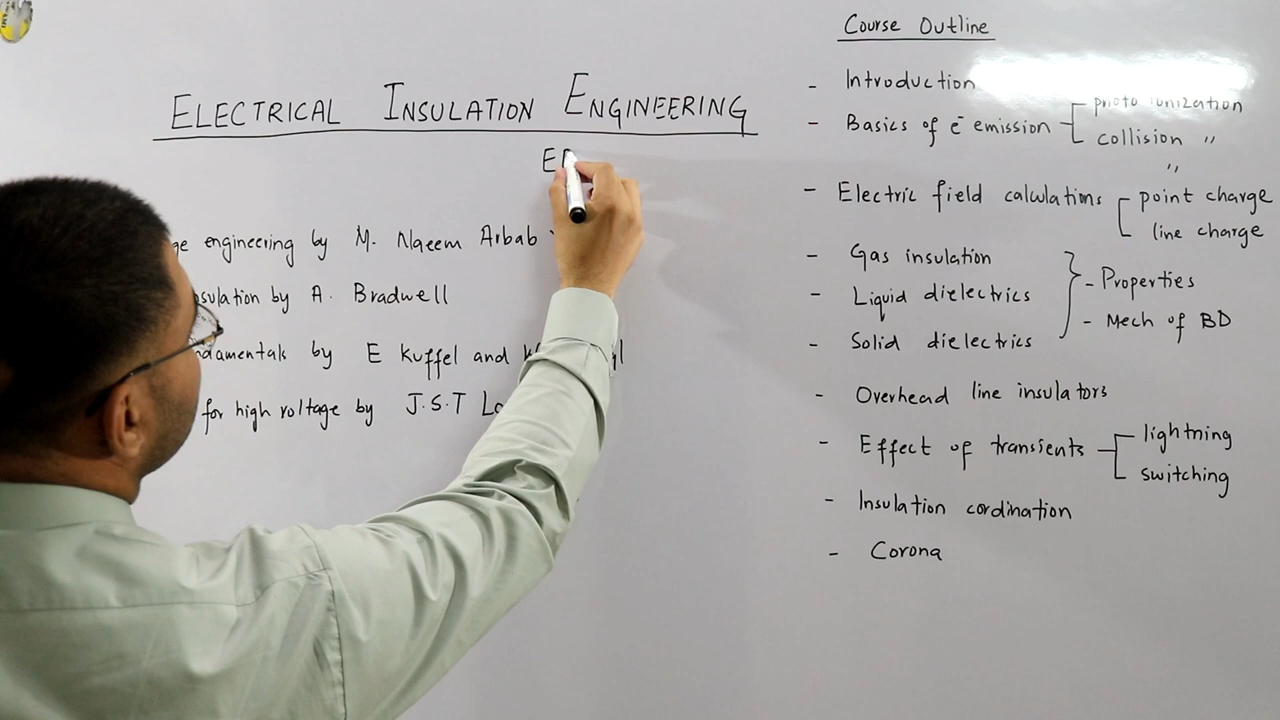 ELECTRICAL INSULATION ENGINEERING
engineering by M. Naeem Arbab
by A. Bradwell
by E Kuffel and
for high voltage by J.S.T
Course Outline
- Introduction
- Basics of e⁻ emission
photo ionization
collision "
"
- Electric field calculations
point charge
line charge
- Gas insulation
- Liquid dielectrics
- Solid dielectrics
- Properties
- Mech of BD
- Overhead line insulators
- Effect of transients
lightning
switching
- Insulation cordination
- Corona